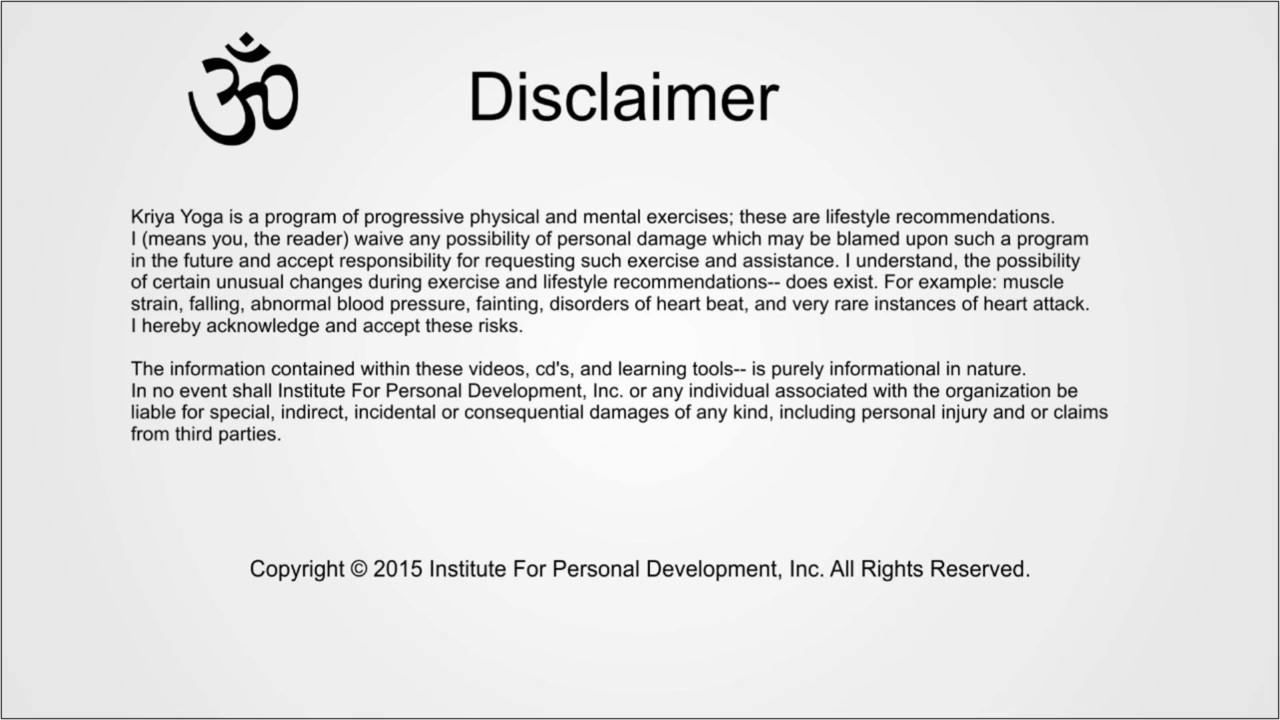 ॐ
Disclaimer
Kriya Yoga is a program of progressive physical and mental exercises; these are lifestyle recommendations.
I (means you, the reader) waive any possibility of personal damage which may be blamed upon such a program
in the future and accept responsibility for requesting such exercise and assistance. I understand, the possibility
of certain unusual changes during exercise and lifestyle recommendations-- does exist. For example: muscle
strain, falling, abnormal blood pressure, fainting, disorders of heart beat, and very rare instances of heart attack.
I hereby acknowledge and accept these risks.
The information contained within these videos, cd's, and learning tools-- is purely informational in nature.
In no event shall Institute For Personal Development, Inc. or any individual associated with the organization be
liable for special, indirect, incidental or consequential damages of any kind, including personal injury and or claims
from third parties.
Copyright © 2015 Institute For Personal Development, Inc. All Rights Reserved.